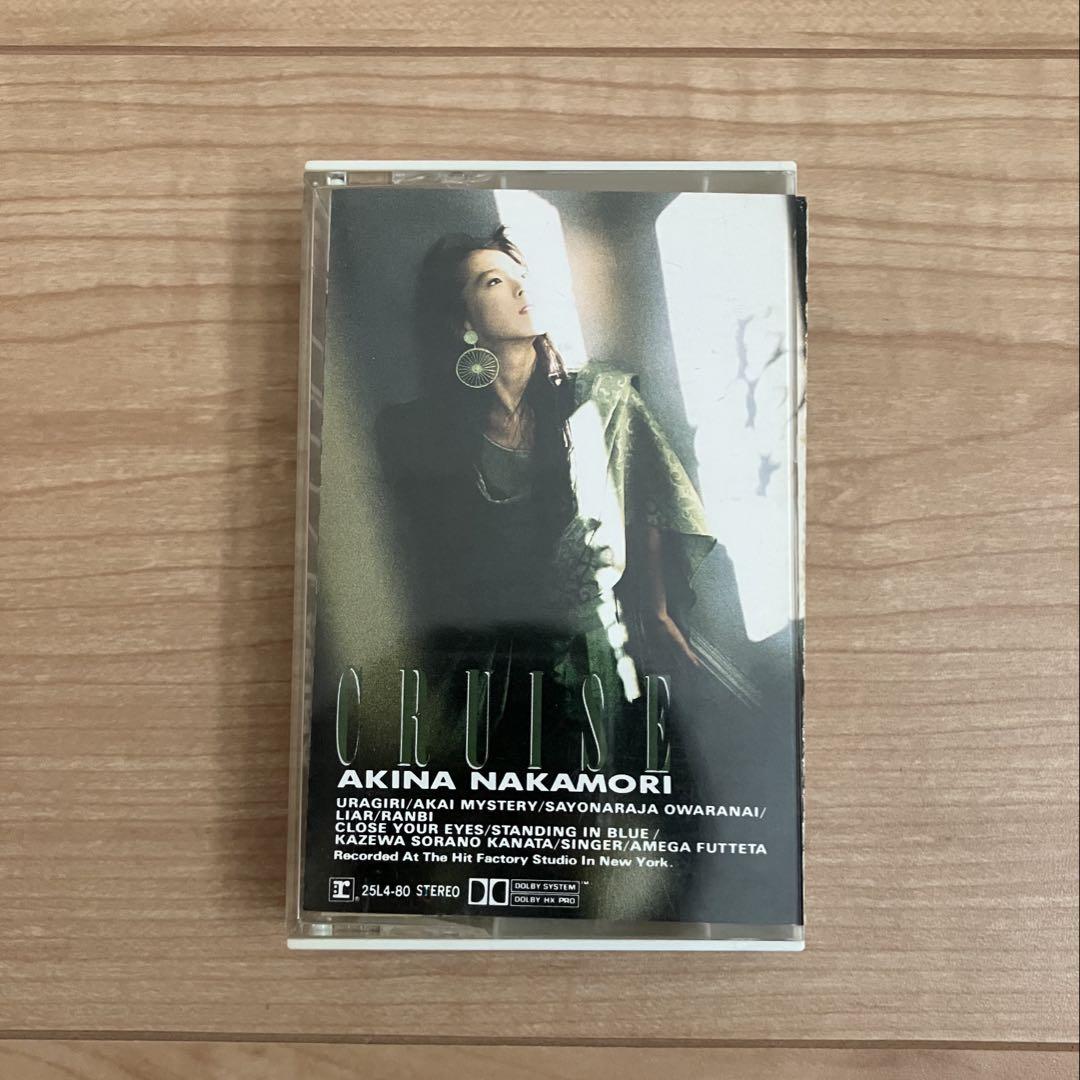 CRUISE
AKINA NAKAMORI
URAGIRI/AKAI MYSTERY/SAYONARAJA OWARANAI/
LIAR/RANBI
CLOSE YOUR EYES/STANDING IN BLUE/
KAZEWA SORANO KANATA/SINGER/AMEGA FUTTETA
Recorded At The Hit Factory Studio In New York.
r® 25L4-80 STEREO DOLBY SYSTEM™
DOLBY HX PRO